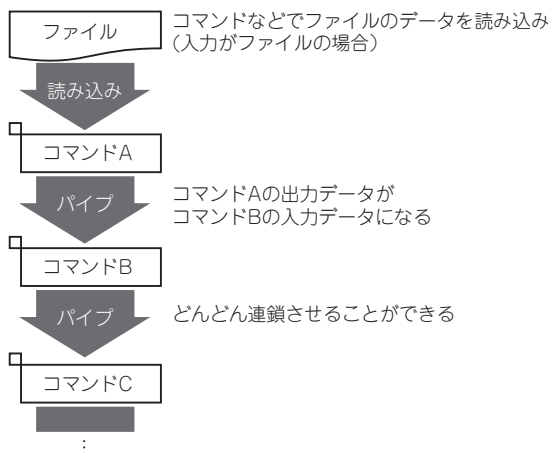 ファイル
コマンドなどでファイルのデータを読み込み
(入力がファイルの場合)
読み込み
コマンドA
パイプ
コマンドAの出力データが
コマンドBの入力データになる
コマンドB
パイプ
どんどん連鎖させることができる
コマンドC
: